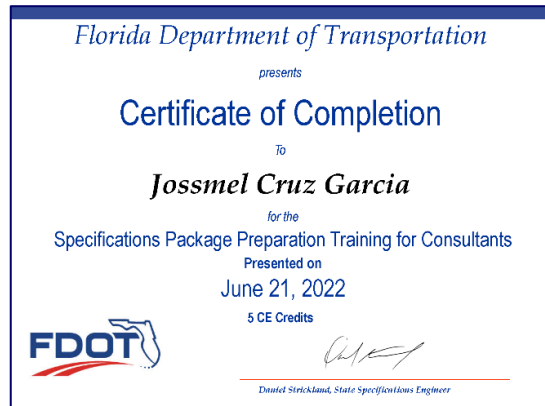 Florida Department of Transportation
presents
Certificate of Completion
To
Jossmel Cruz Garcia
for the
Specifications Package Preparation Training for Consultants
Presented on
June 21, 2022
5 CE Credits
FDOT
Daniel Strickland, State Specifications Engineer